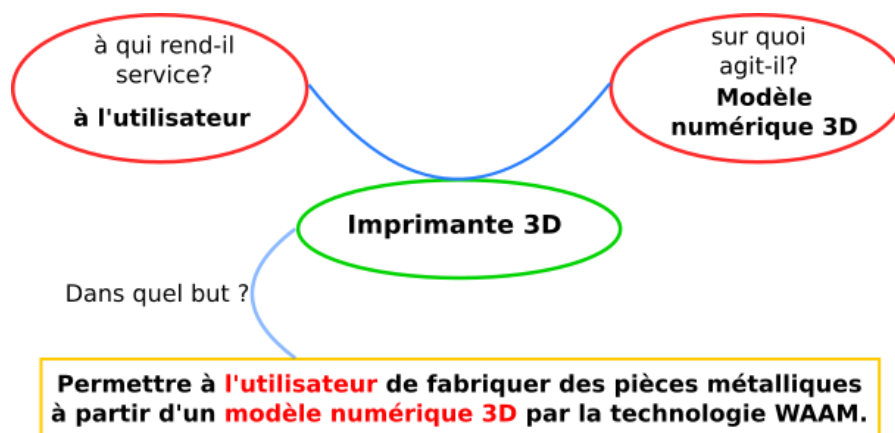 à qui rend-il
service?
à l'utilisateur
sur quoi
agit-il?
Modèle
numérique 3D
Imprimante 3D
Dans quel but ?
Permettre à l'utilisateur de fabriquer des pièces métalliques
à partir d'un modèle numérique 3D par la technologie WAAM.